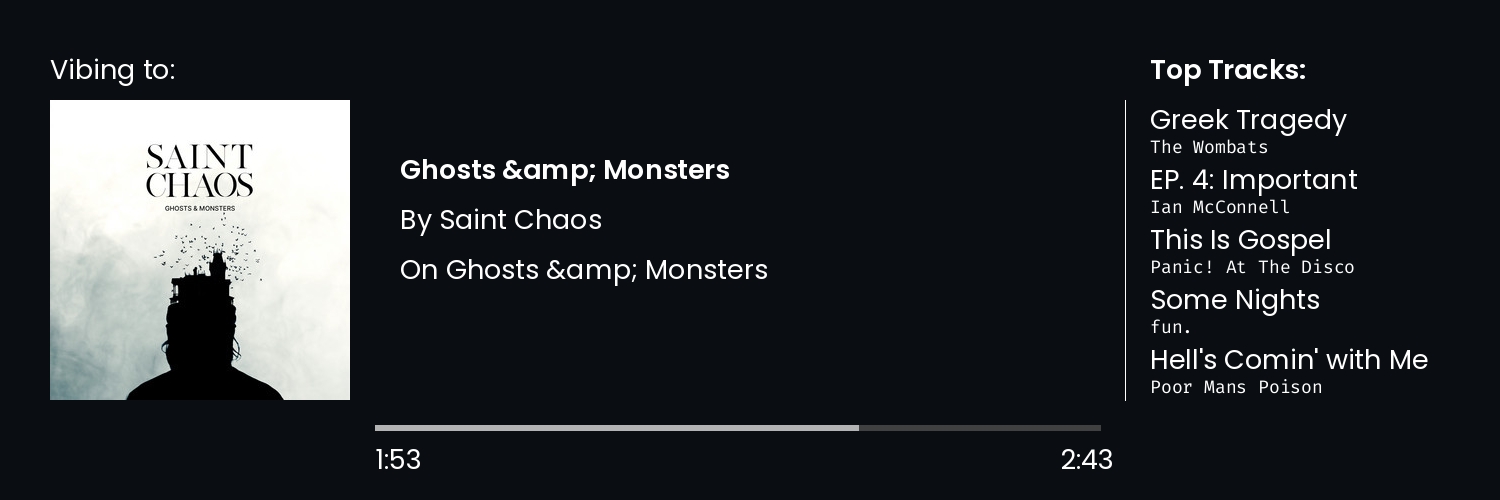 Vibing to:
SAINT
CHAOS
GHOSTS & MONSTERS
Ghosts &amp; Monsters
By Saint Chaos
On Ghosts &amp; Monsters
1:53
2:43
Top Tracks:
Greek Tragedy
The Wombats
EP. 4: Important
Ian McConnell
This Is Gospel
Panic! At The Disco
Some Nights
fun.
Hell's Comin' with Me
Poor Mans Poison